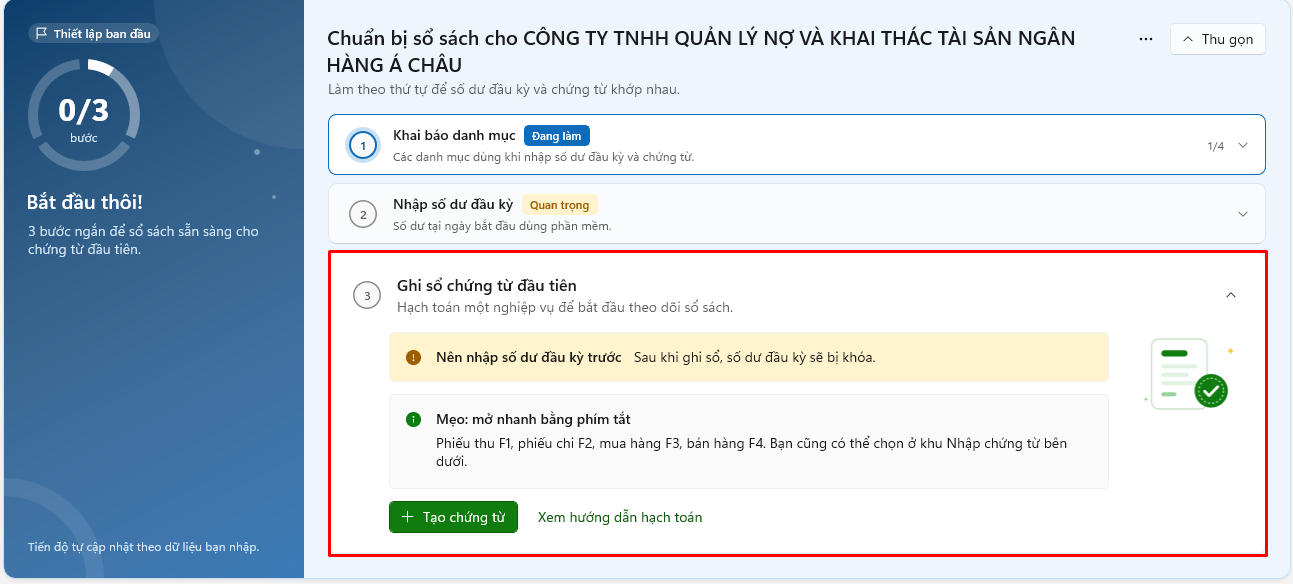 Thiết lập ban đầu
0/3
bước
Bắt đầu thôi!
3 bước ngắn để sổ sách sẵn sàng cho
chứng từ đầu tiên.
Tiến độ tự cập nhật theo dữ liệu bạn nhập.
Chuẩn bị sổ sách cho CÔNG TY TNHH QUẢN LÝ NỢ VÀ KHAI THÁC TÀI SẢN NGÂN
HÀNG Á CHÂU
... Thu gọn
Làm theo thứ tự để số dư đầu kỳ và chứng từ khớp nhau.
1 Khai báo danh mục Đang làm
Các danh mục dùng khi nhập số dư đầu kỳ và chứng từ.
1/4
2 Nhập số dư đầu kỳ Quan trọng
Số dư tại ngày bắt đầu dùng phần mềm.
3 Ghi sổ chứng từ đầu tiên
Hạch toán một nghiệp vụ để bắt đầu theo dõi sổ sách.
Nên nhập số dư đầu kỳ trước Sau khi ghi sổ, số dư đầu kỳ sẽ bị khóa.
Mẹo: mở nhanh bằng phím tắt
Phiếu thu F1, phiếu chi F2, mua hàng F3, bán hàng F4. Bạn cũng có thể chọn ở khu Nhập chứng từ bên
dưới.
+ Tạo chứng từ Xem hướng dẫn hạch toán